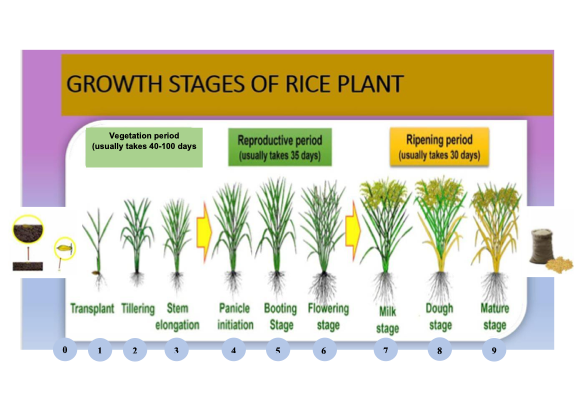 GROWTH STAGES OF RICE PLANT
Vegetation period
(usually takes 40-100 days
Reproductive period
(usually takes 35 days)
Ripening period
(usually takes 30 days)
Transplant
Tillering
Stem
elongation
Panicle
initiation
Booting
Stage
Flowering
stage
Milk
stage
Dough
stage
Mature
stage
0
1
2
3
4
5
6
7
8
9